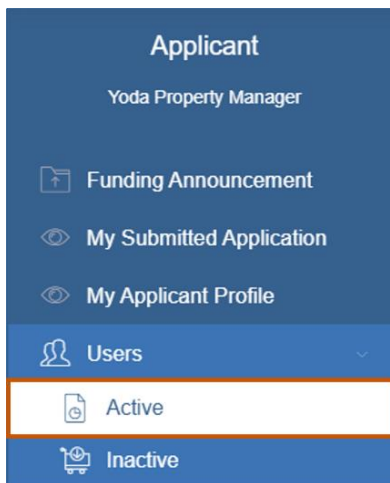 Applicant
Yoda Property Manager
Funding Announcement
My Submitted Application
My Applicant Profile
Users
Active
Inactive